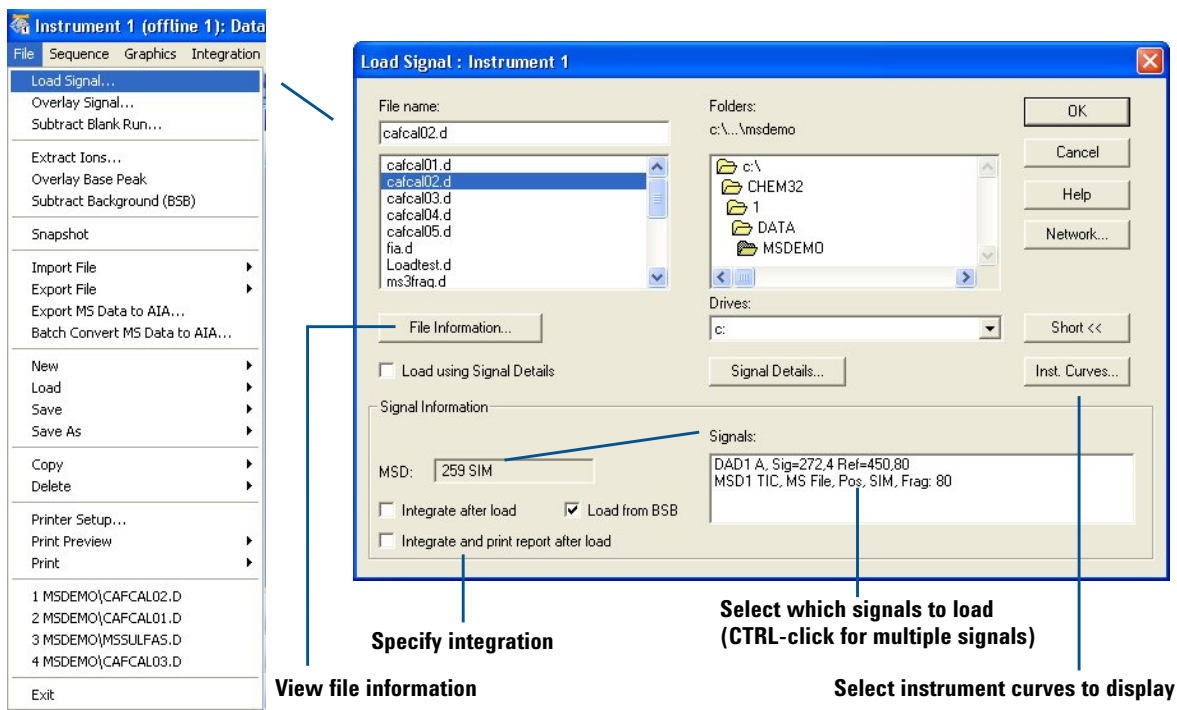 Instrument 1 (offline 1): Data
File Sequence Graphics Integration
Load Signal...
Overlay Signal...
Subtract Blank Run...
Extract Ions...
Overlay Base Peak
Subtract Background (BSB)
Snapshot
Import File
Export File
Export MS Data to AIA...
Batch Convert MS Data to AIA...
New
Load
Save
Save As
Copy
Delete
Printer Setup...
Print Preview
Print
1 MSDEMO\CAFCAL02.D
2 MSDEMO\CAFCAL01.D
3 MSDEMO\MSSULFAS.D
4 MSDEMO\CAFCAL03.D
Exit
Load Signal : Instrument 1
File name:
cafcal02.d
cafcal01.d
cafcal02.d
cafcal03.d
cafcal04.d
cafcal05.d
fia.d
Loadtest.d
ms3frag.d
Folders:
c:\...\msdemo
c:\
CHEM32
1
DATA
MSDEMO
Drives:
c:
OK
Cancel
Help
Network...
Short <<
Inst. Curves...
File Information...
Load using Signal Details
Signal Details...
Signal Information
MSD: 259 SIM
Integrate after load
Load from BSB
Integrate and print report after load
Signals:
DAD1 A, Sig=272,4 Ref=450,80
MSD1 TIC, MS File, Pos, SIM, Frag: 80
Specify integration
Select which signals to load
(CTRL-click for multiple signals)
View file information
Select instrument curves to display